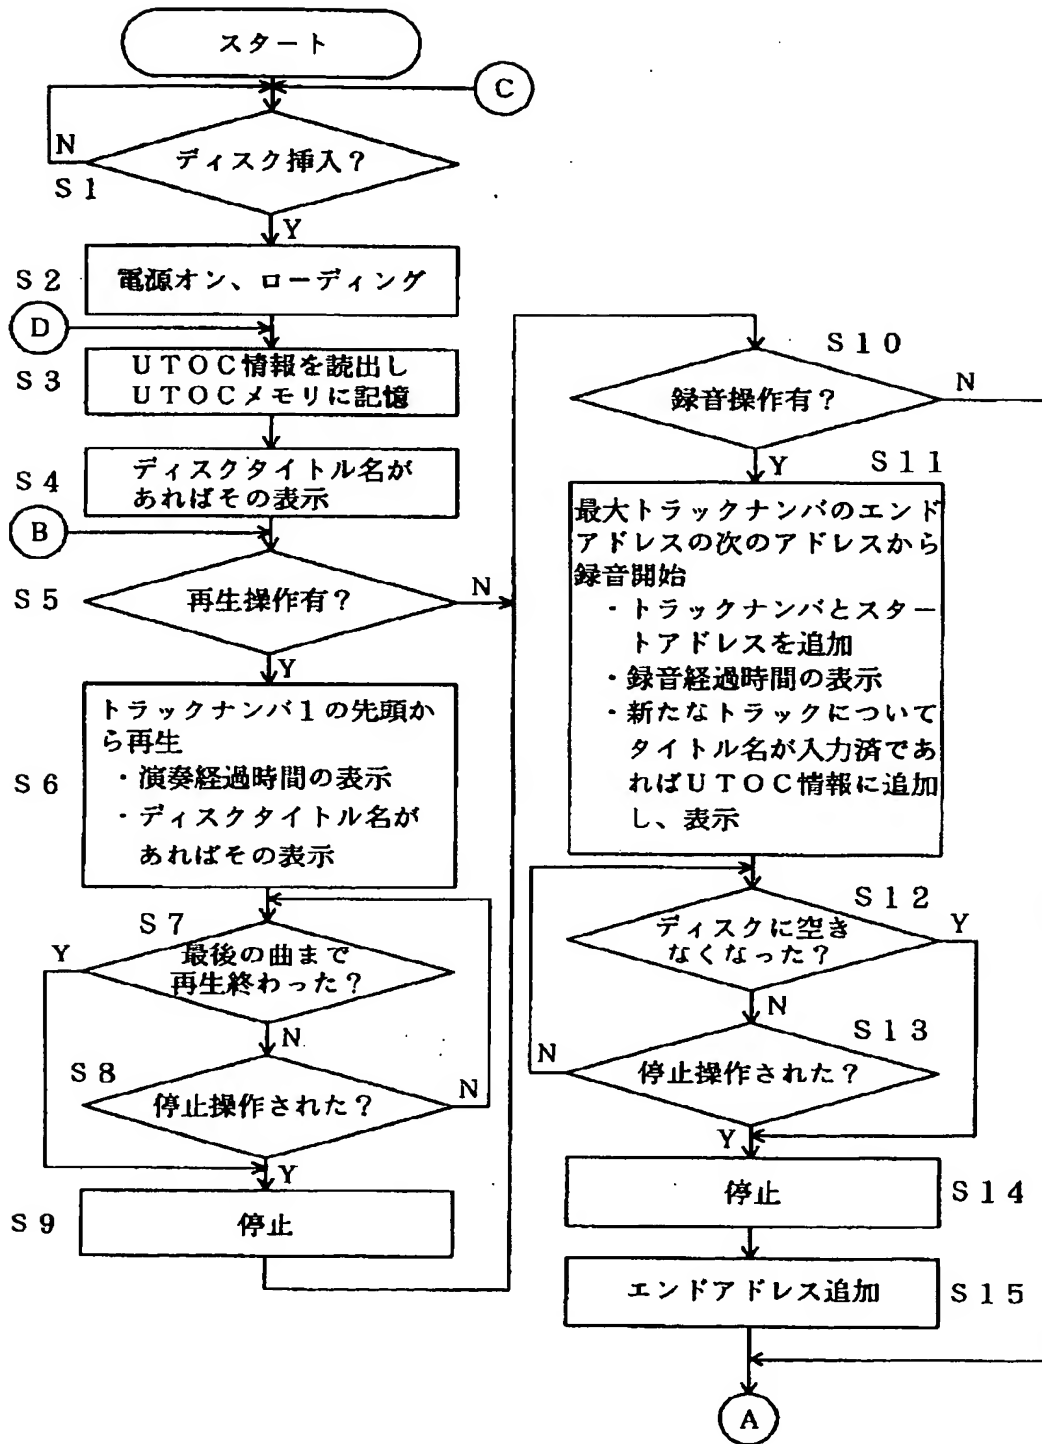 スタート
C
N
ディスク挿入？
S1
Y
S2
電源オン、ローディング
D
S3
UTOC情報を読出し
UTOCメモリに記憶
S4
ディスクタイトル名が
あればその表示
B
S5
再生操作有？
N
Y
S6
トラックナンバ1の先頭か
ら再生
・演奏経過時間の表示
・ディスクタイトル名が
あればその表示
S7
Y
最後の曲まで
再生終わった？
N
S8
停止操作された？
N
Y
S9
停止
S10
録音操作有？
N
Y
S11
最大トラックナンバのエンド
アドレスの次のアドレスから
録音開始
・トラックナンバとスター
トアドレスを追加
・録音経過時間の表示
・新たなトラックについて
タイトル名が入力済であ
ればUTOC情報に追加
し、表示
S12
ディスクに空き
なくなった？
Y
N
S13
N
停止操作された？
Y
停止
S14
エンドアドレス追加
S15
A